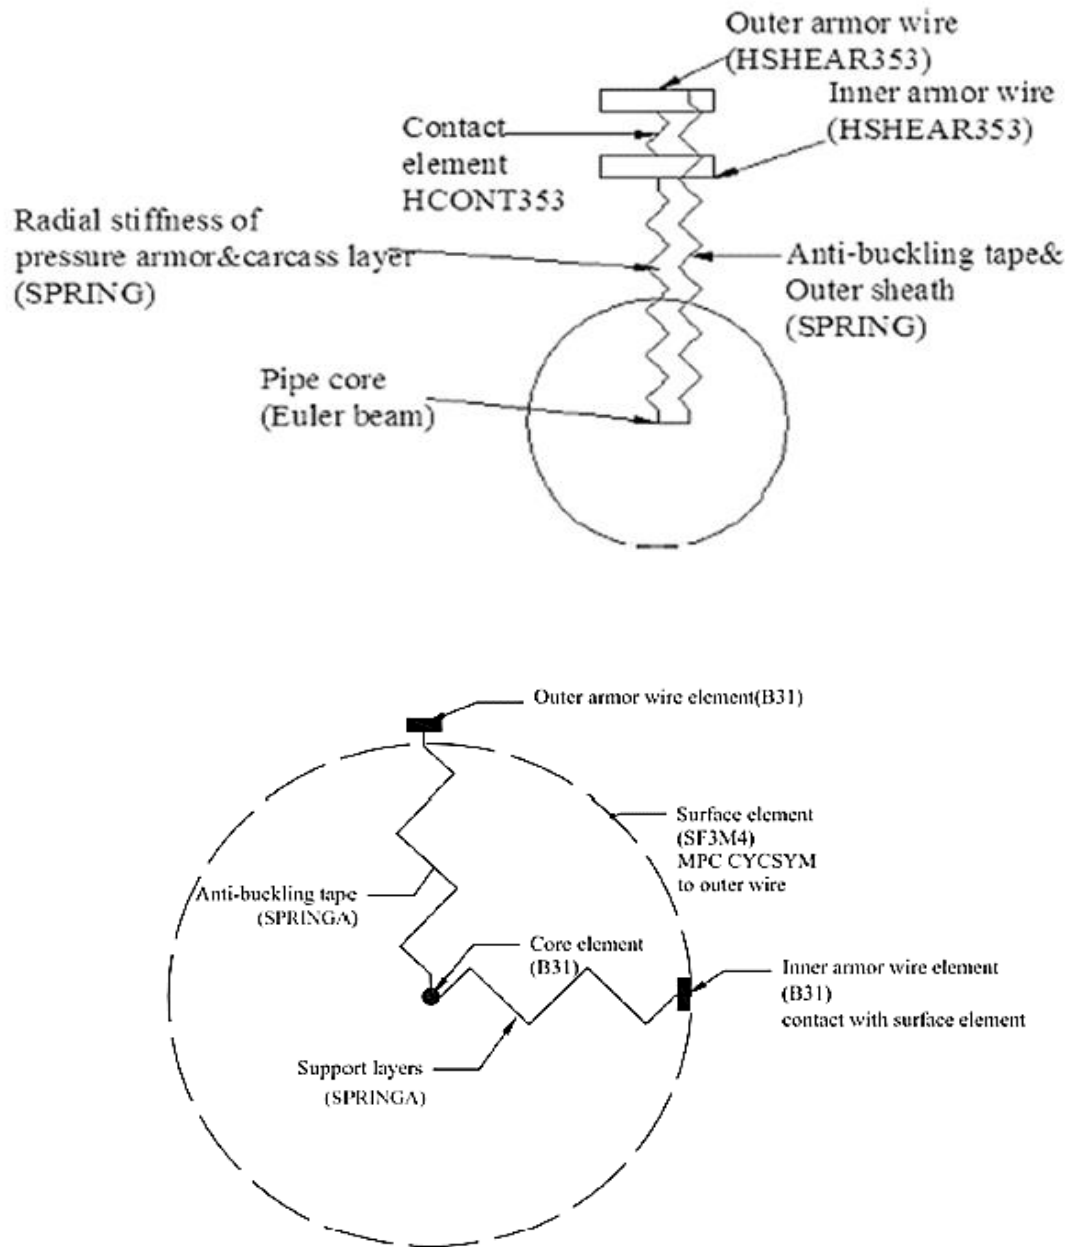 Outer armor wire
(HSHEAR353)
Inner armor wire
(HSHEAR353)
Contact
element
HCONT353
Radial stiffness of
pressure armor&carcass layer
(SPRING)
Anti-buckling tape&
Outer sheath
(SPRING)
Pipe core
(Euler beam)
Outer armor wire element(B31)
Surface element
(SF3M4)
MPC CYCSYM
to outer wire
Anti-buckling tape
(SPRINGA)
Core element
(B31)
Inner armor wire element
(B31)
contact with surface element
Support layers
(SPRINGA)